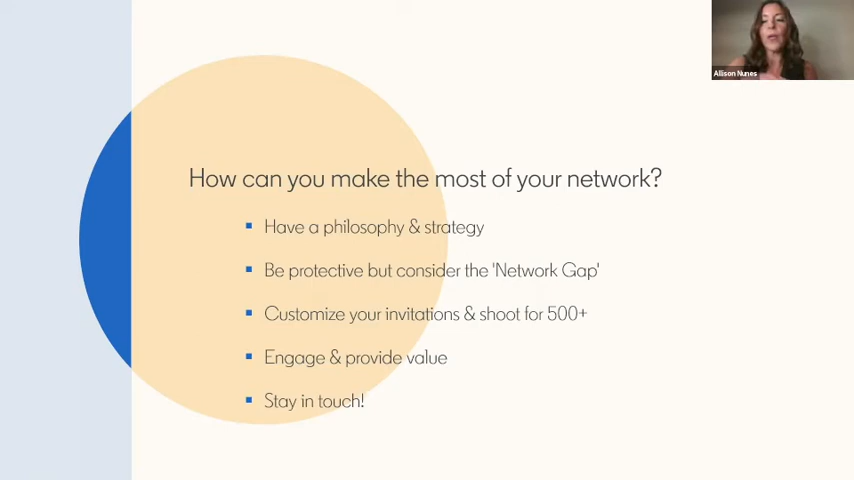 Allison Nunes
How can you make the most of your network?
▪ Have a philosophy & strategy
▪ Be protective but consider the 'Network Gap'
▪ Customize your invitations & shoot for 500+
▪ Engage & provide value
▪ Stay in touch!